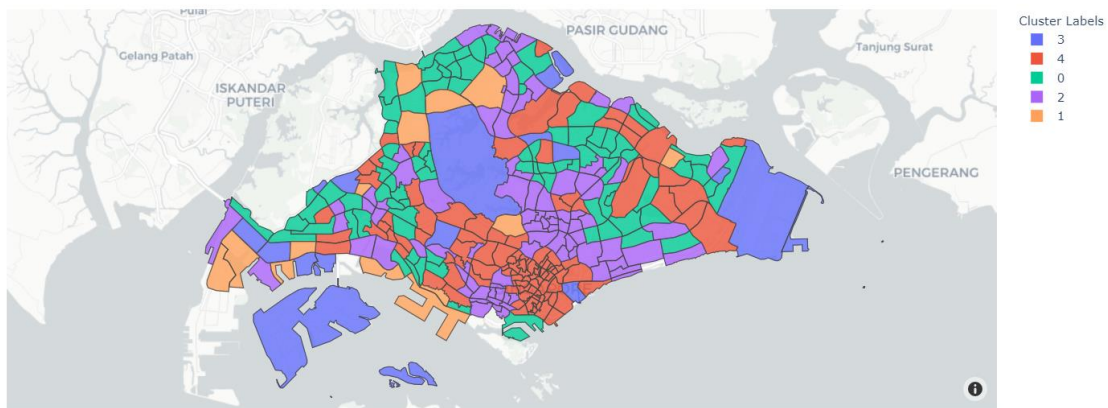 Pulai
PASIR GUDANG
Gelang Patah
Tanjung Surat
ISKANDAR
PUTERI
PENGERANG
Cluster Labels
3
4
0
2
1